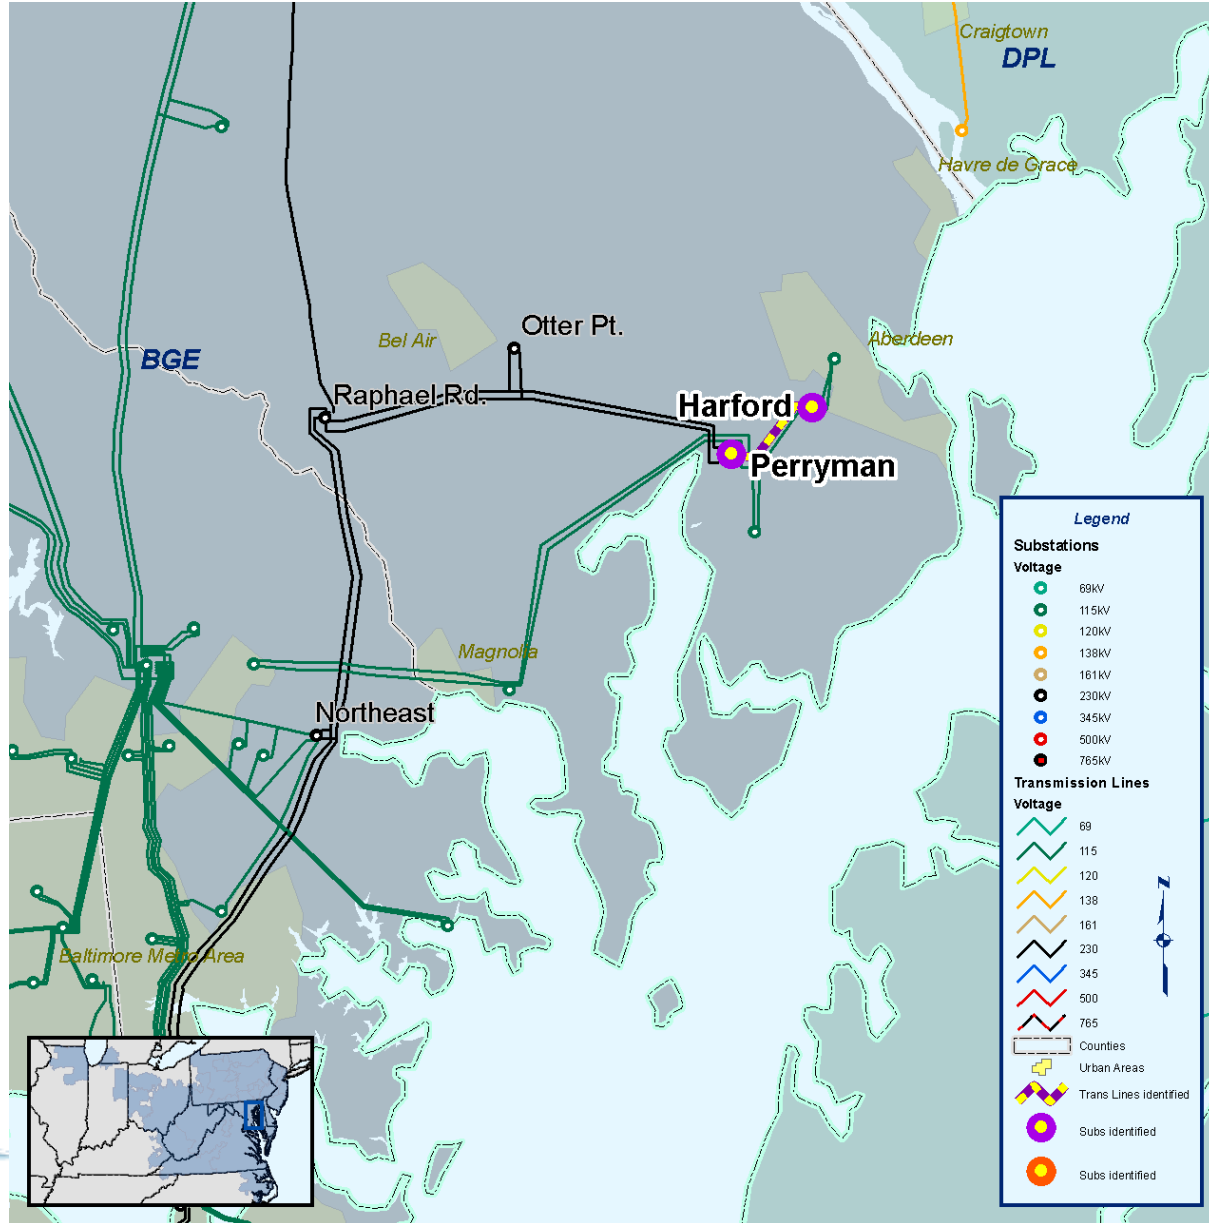 Craigtown
DPL
Havre de Grace
Otter Pt.
Bel Air
Aberdeen
BGE
Raphael Rd.
Harford
Perryman
Magnolia
Northeast
Baltimore Metro Area
Legend
Substations
Voltage
69kV
115kV
120kV
138kV
161kV
230kV
345kV
500kV
765kV
Transmission Lines
Voltage
69
115
120
138
161
230
345
500
765
Counties
Urban Areas
Trans Lines identified
Subs identified
Subs identified
N